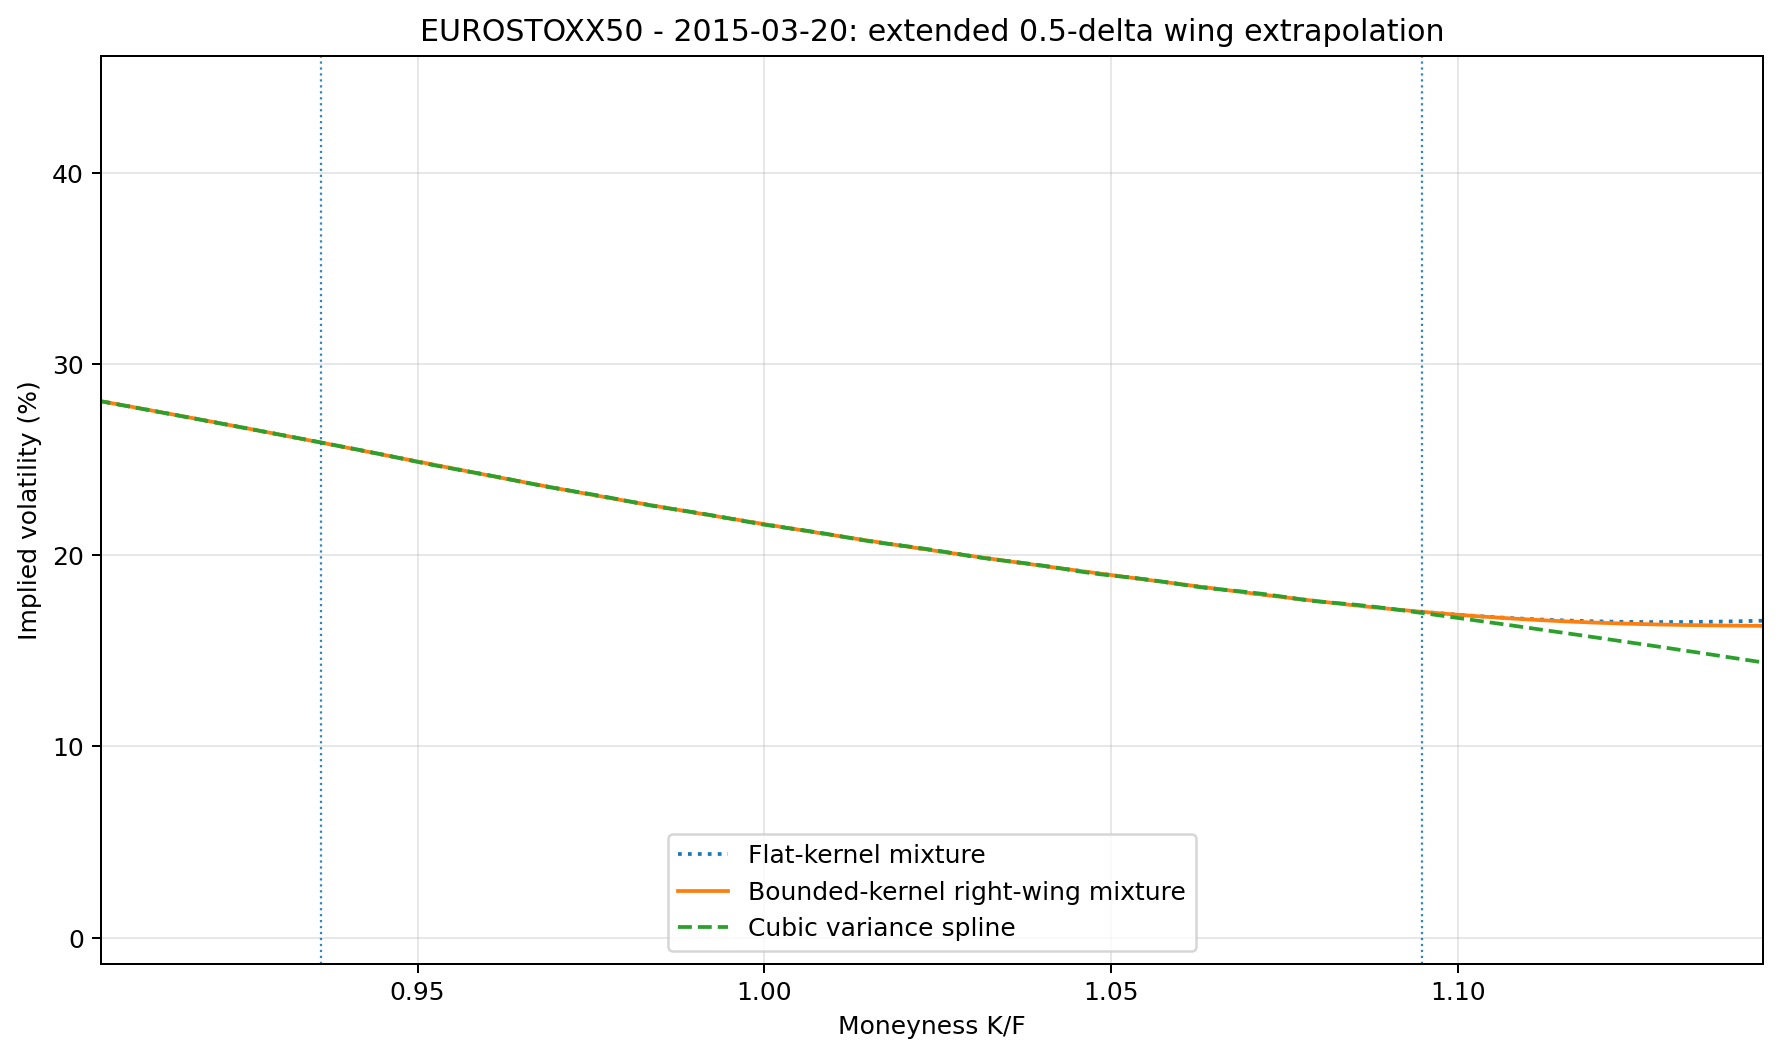 EUROSTOXX50 - 2015-03-20: extended 0.5-delta wing extrapolation
Implied volatility (%)
40
30
20
10
0
Flat-kernel mixture
Bounded-kernel right-wing mixture
Cubic variance spline
0.95 1.00 1.05 1.10
Moneyness K/F